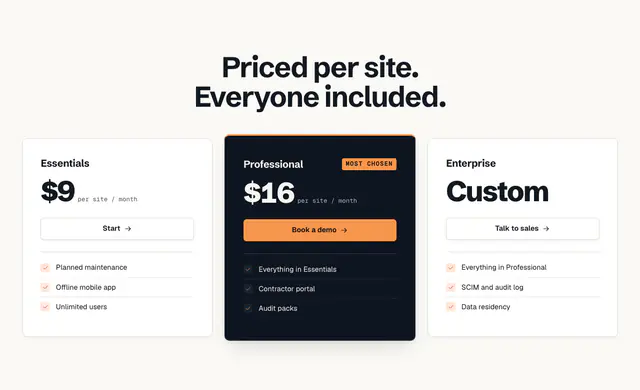 Priced per site.
Everyone included.
Essentials
$9 per site / month
Start →
Planned maintenance
Offline mobile app
Unlimited users
Professional
MOST CHOSEN
$16 per site / month
Book a demo →
Everything in Essentials
Contractor portal
Audit packs
Enterprise
Custom
Talk to sales →
Everything in Professional
SCIM and audit log
Data residency